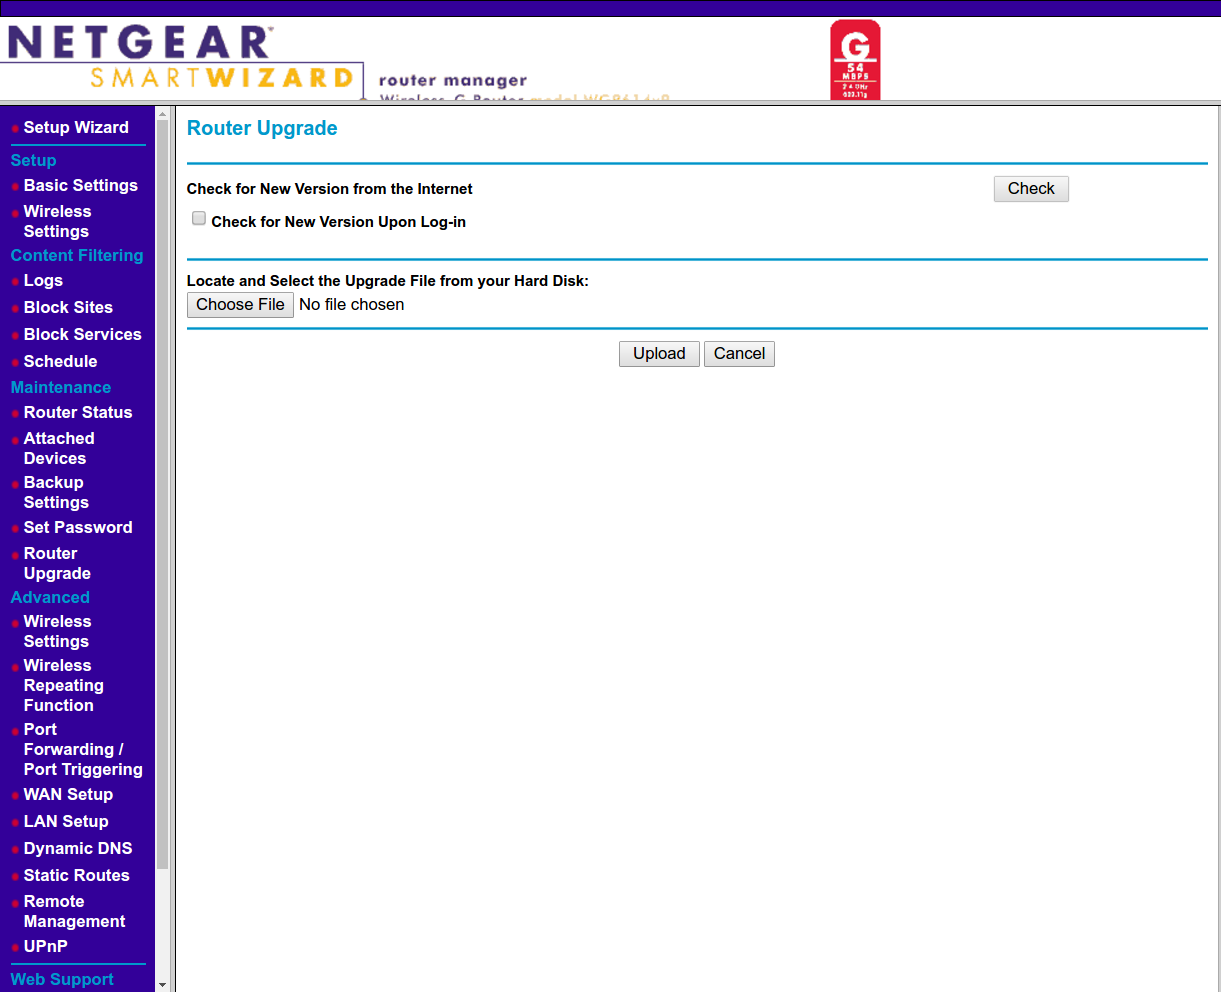 NETGEAR
SMARTWIZARD
router manager
Wireless-G Router model WGR614v9
G
54
MBPS
2.4 GHz
802.11g
Setup Wizard
Setup
Basic Settings
Wireless
Settings
Content Filtering
Logs
Block Sites
Block Services
Schedule
Maintenance
Router Status
Attached
Devices
Backup
Settings
Set Password
Router
Upgrade
Advanced
Wireless
Settings
Wireless
Repeating
Function
Port
Forwarding /
Port Triggering
WAN Setup
LAN Setup
Dynamic DNS
Static Routes
Remote
Management
UPnP
Web Support
Router Upgrade
Check for New Version from the Internet
Check
Check for New Version Upon Log-in
Locate and Select the Upgrade File from your Hard Disk:
Choose File No file chosen
Upload Cancel